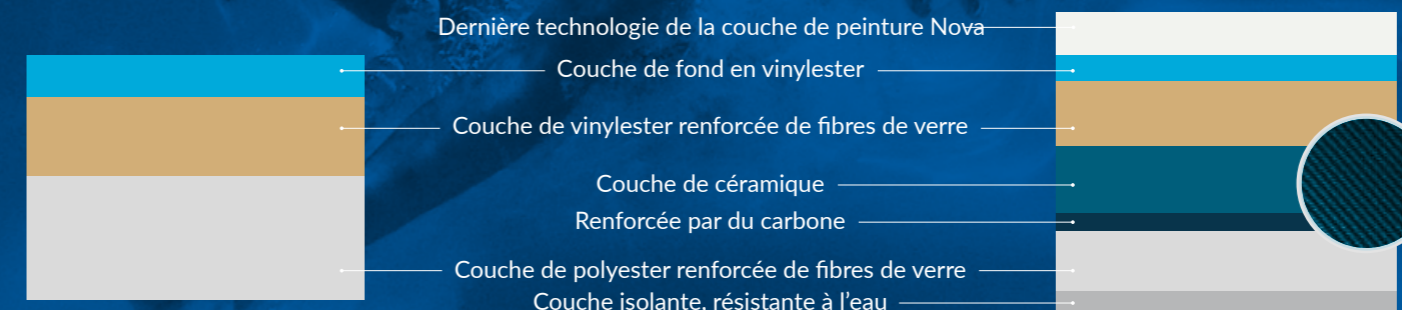 Dernière technologie de la couche de peinture Nova
Couche de fond en vinylester
Couche de vinylester renforcée de fibres de verre
Couche de céramique
Renforcée par du carbone
Couche de polyester renforcée de fibres de verre
Couche isolante, résistante à l’eau